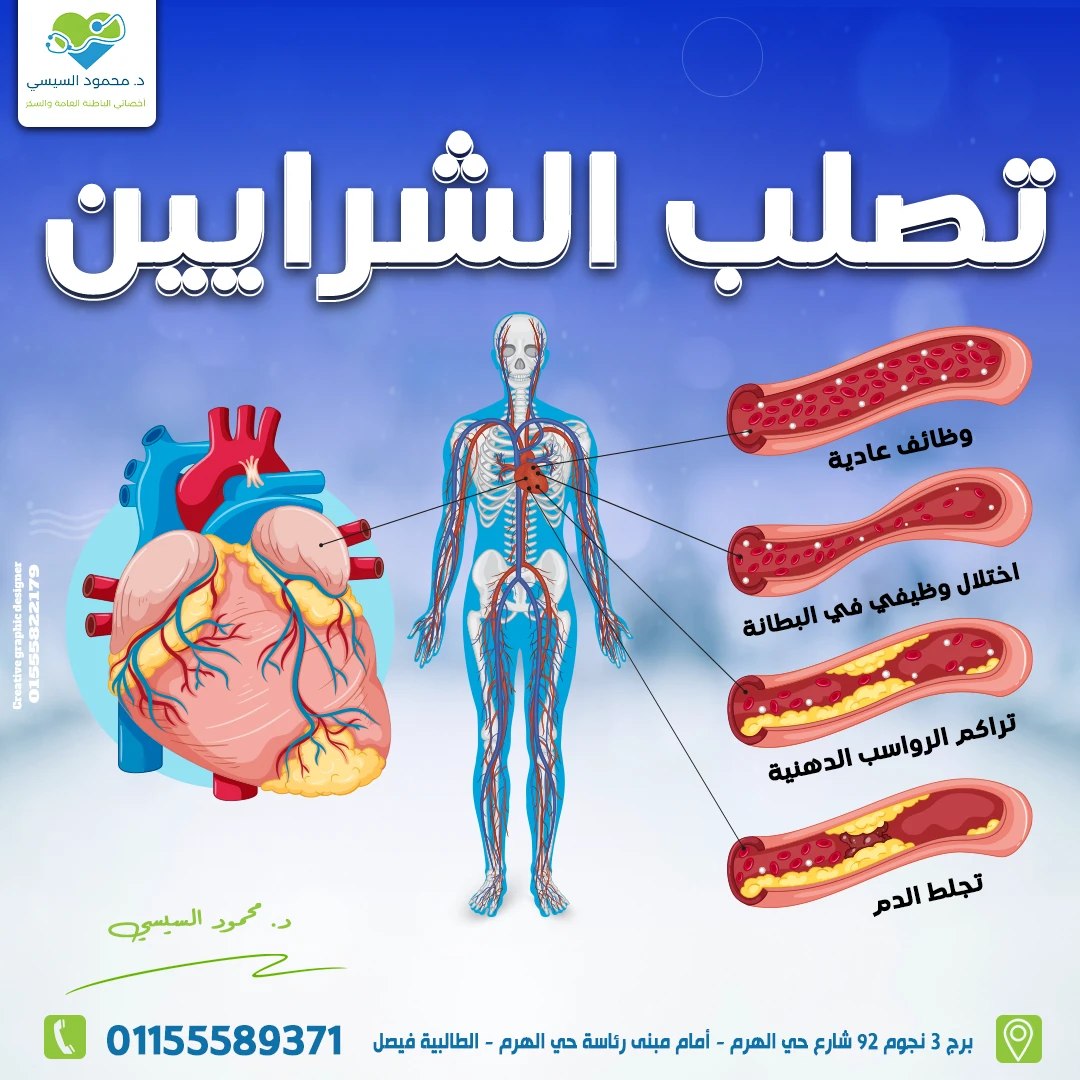 د. محمود السيسي
أخصائي الباطنة العامة والسكر
تصلب الشرايين
وظائف عادية
اختلال وظيفي في البطانة
تراكم الرواسب الدهنية
تجلط الدم
Creative graphic designer
01555822179
د. محمود السيسي
برج 3 نجوم 92 شارع حي الهرم - أمام مبنى رئاسة حي الهرم - الطالبية فيصل
01155589371